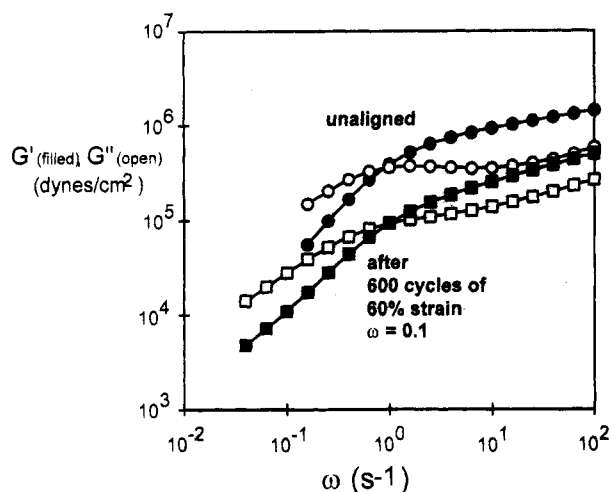 10^7
unaligned
10^6
G' (filled), G'' (open)
(dynes/cm^2)
10^5
after
600 cycles of
60% strain
ω = 0.1
10^4
10^3
10^-2 10^-1 10^0 10^1 10^2
ω (s-1)